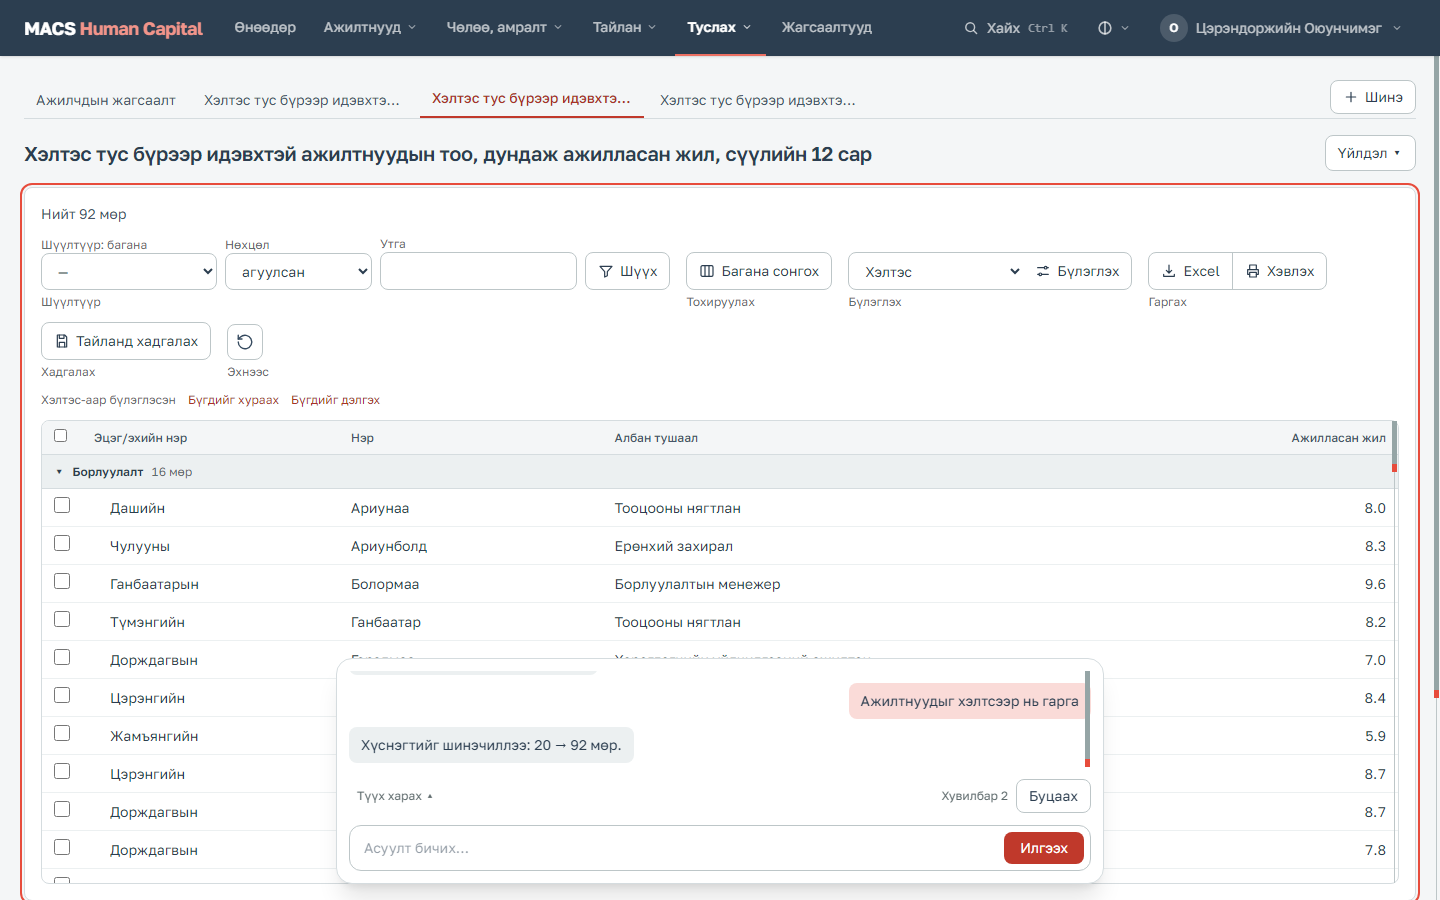 MACS Human Capital
Өнөөдөр
Ажилтнууд
Чөлөө, амралт
Тайлан
Туслах
Жагсаалтууд
Хайх Ctrl K
О Цэрэндоржийн Оюунчимэг
Ажилчдын жагсаалт
Хэлтэс тус бүрээр идэвхтэ...
Хэлтэс тус бүрээр идэвхтэ...
Хэлтэс тус бүрээр идэвхтэ...
+ Шинэ
Хэлтэс тус бүрээр идэвхтэй ажилтнуудын тоо, дундаж ажилласан жил, сүүлийн 12 сар
Үйлдэл
Нийт 92 мөр
Шүүлтүүр: багана
Нөхцөл
Утга
—
агуулсан
Шүүх
Багана сонгох
Хэлтэс
Бүлэглэх
Excel
Хэвлэх
Шүүлтүүр
Тохируулах
Бүлэглэх
Гаргах
Тайланд хадгалах
Хадгалах
Эхнээс
Хэлтэс-аар бүлэглэсэн Бүгдийг хураах Бүгдийг дэлгэх
Эцэг/эхийн нэр Нэр Албан тушаал Ажилласан жил
Борлуулалт 16 мөр
Дашийн Ариунаа Тооцооны нягтлан 8.0
Чулууны Ариунболд Ерөнхий захирал 8.3
Ганбаатарын Болормаа Борлуулалтын менежер 9.6
Түмэнгийн Ганбаатар Тооцооны нягтлан 8.2
Дорждагвын 7.0
Цэрэнгийн 8.4
Жамъянгийн 5.9
Цэрэнгийн 8.7
Дорждагвын 8.7
Дорждагвын 7.8
Ажилтнуудыг хэлтсээр нь гарга
Хүснэгтийг шинэчиллээ: 20 → 92 мөр.
Түүх харах
Хувилбар 2
Буцаах
Асуулт бичих...
Илгээх